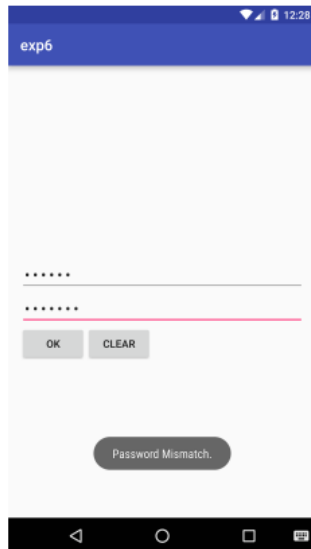 12:28
exp6
••••••
•••••••
OK CLEAR
Password Mismatch.